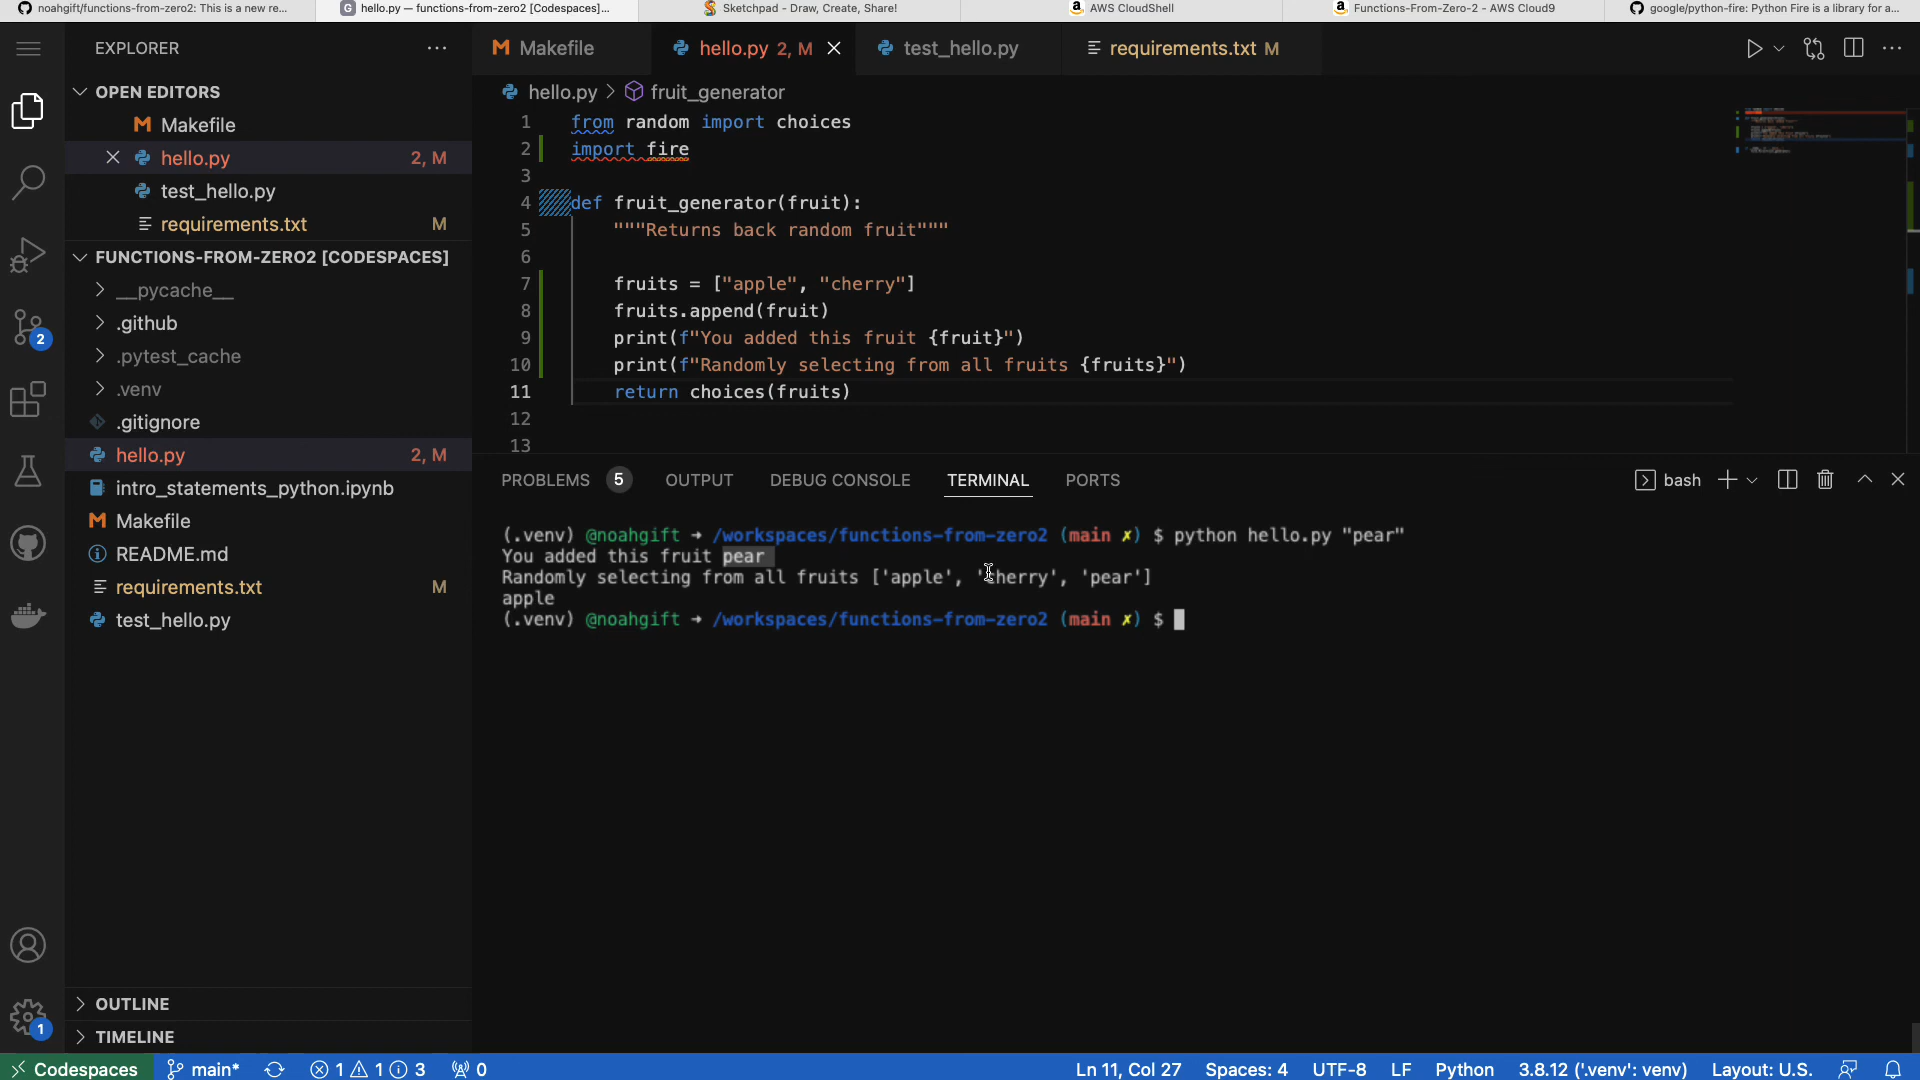 noahgift/functions-from-zero2: This is a new re...
hello.py — functions-from-zero2 [Codespaces]...
Sketchpad - Draw, Create, Share!
AWS CloudShell
Functions-From-Zero-2 - AWS Cloud9
google/python-fire: Python Fire is a library for a...
EXPLORER
OPEN EDITORS
Makefile
hello.py 2, M
test_hello.py
requirements.txt M
FUNCTIONS-FROM-ZERO2 [CODESPACES]
__pycache__
.github
.pytest_cache
.venv
.gitignore
hello.py 2, M
intro_statements_python.ipynb
Makefile
README.md
requirements.txt M
test_hello.py
OUTLINE
TIMELINE
2
1
Makefile
hello.py 2, M
test_hello.py
requirements.txt M
hello.py > fruit_generator
1 from random import choices
2 import fire
3
4 def fruit_generator(fruit):
5 """Returns back random fruit"""
6
7 fruits = ["apple", "cherry"]
8 fruits.append(fruit)
9 print(f"You added this fruit {fruit}")
10 print(f"Randomly selecting from all fruits {fruits}")
11 return choices(fruits)
12
13
PROBLEMS 5 OUTPUT DEBUG CONSOLE TERMINAL PORTS
bash
(.venv) @noahgift ➜ /workspaces/functions-from-zero2 (main ✗) $ python hello.py "pear"
You added this fruit pear
Randomly selecting from all fruits ['apple', 'cherry', 'pear']
apple
(.venv) @noahgift ➜ /workspaces/functions-from-zero2 (main ✗) $
Codespaces main* 1 1 3 0 Ln 11, Col 27 Spaces: 4 UTF-8 LF Python 3.8.12 ('.venv': venv) Layout: U.S.